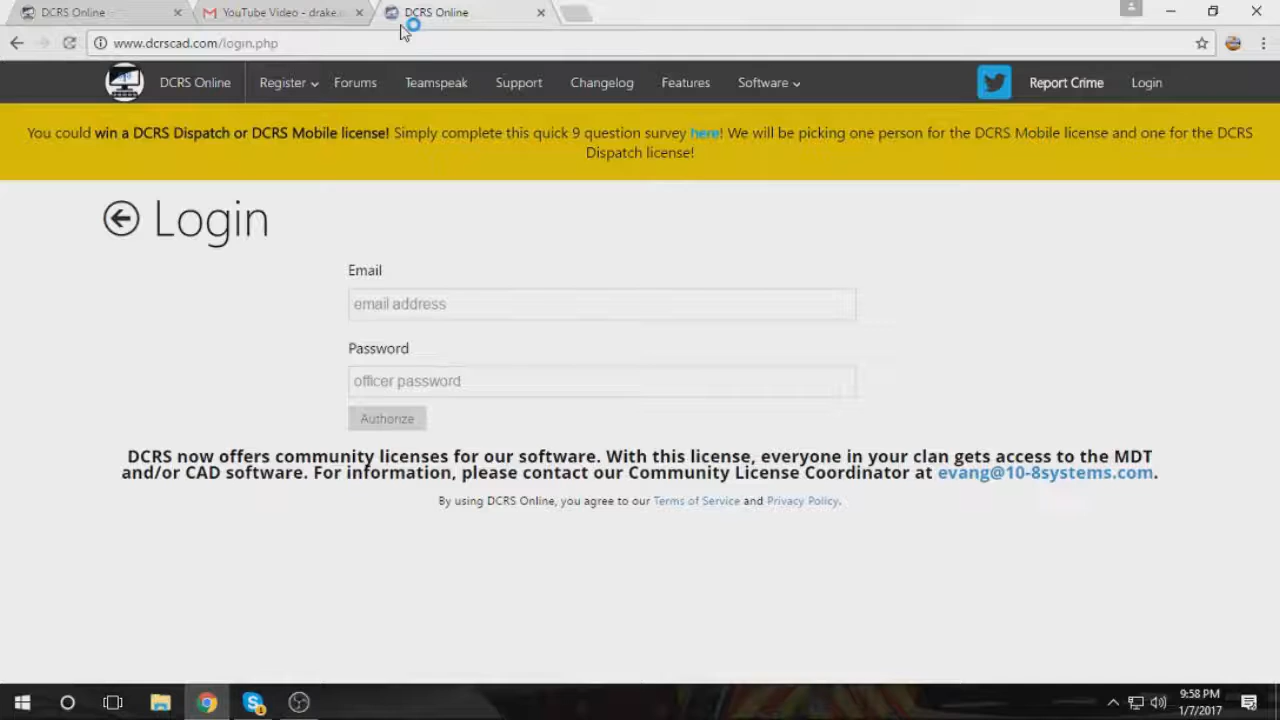 DCRS Online
YouTube Video - drake
DCRS Online
www.dcrscad.com/login.php
DCRS Online Register Forums Teamspeak Support Changelog Features Software Report Crime Login
You could win a DCRS Dispatch or DCRS Mobile license! Simply complete this quick 9 question survey here! We will be picking one person for the DCRS Mobile license and one for the DCRS
Dispatch license!
Login
Email
email address
Password
officer password
Authorize
DCRS now offers community licenses for our software. With this license, everyone in your clan gets access to the MDT
and/or CAD software. For information, please contact our Community License Coordinator at evang@10-8systems.com.
By using DCRS Online, you agree to our Terms of Service and Privacy Policy.
9:58 PM
1/7/2017